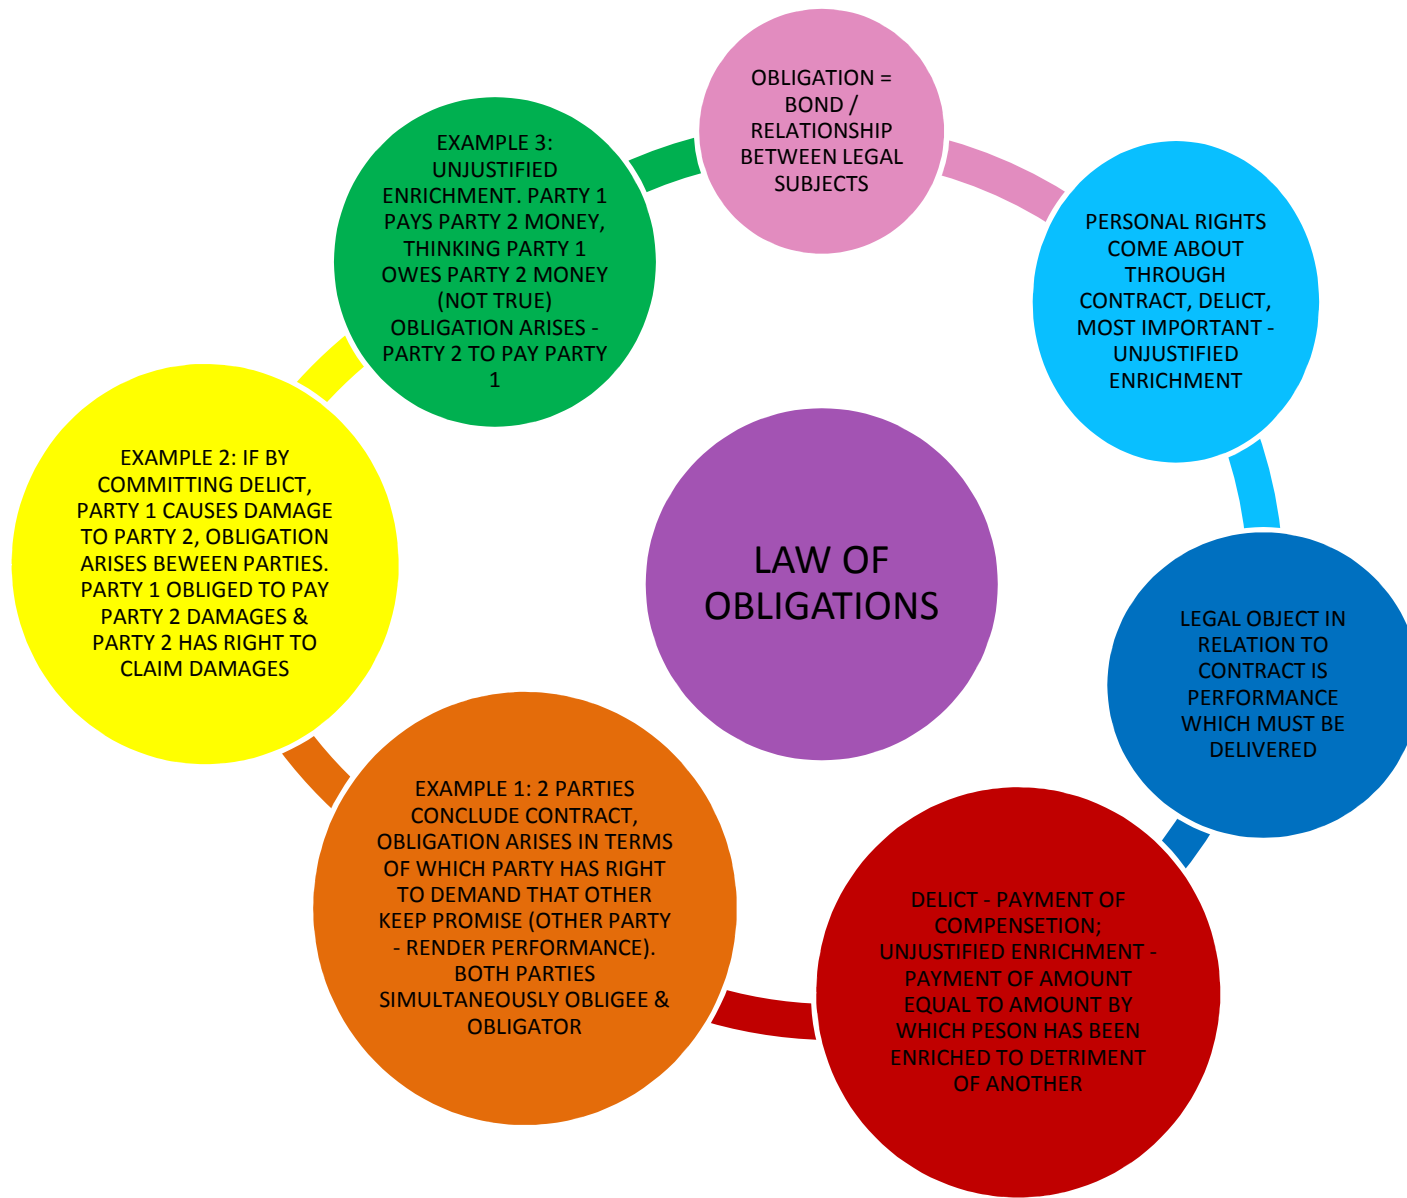 OBLIGATION =
BOND /
RELATIONSHIP
BETWEEN LEGAL
SUBJECTS
PERSONAL RIGHTS
COME ABOUT
THROUGH
CONTRACT, DELICT,
MOST IMPORTANT -
UNJUSTIFIED
ENRICHMENT
LEGAL OBJECT IN
RELATION TO
CONTRACT IS
PERFORMANCE
WHICH MUST BE
DELIVERED
DELICT - PAYMENT OF
COMPENSETION;
UNJUSTIFIED ENRICHMENT -
PAYMENT OF AMOUNT
EQUAL TO AMOUNT BY
WHICH PESON HAS BEEN
ENRICHED TO DETRIMENT
OF ANOTHER
EXAMPLE 1: 2 PARTIES
CONCLUDE CONTRACT,
OBLIGATION ARISES IN TERMS
OF WHICH PARTY HAS RIGHT
TO DEMAND THAT OTHER
KEEP PROMISE (OTHER PARTY
- RENDER PERFORMANCE).
BOTH PARTIES
SIMULTANEOUSLY OBLIGEE &
OBLIGATOR
EXAMPLE 2: IF BY
COMMITTING DELICT,
PARTY 1 CAUSES DAMAGE
TO PARTY 2, OBLIGATION
ARISES BEWEEN PARTIES.
PARTY 1 OBLIGED TO PAY
PARTY 2 DAMAGES &
PARTY 2 HAS RIGHT TO
CLAIM DAMAGES
EXAMPLE 3:
UNJUSTIFIED
ENRICHMENT. PARTY 1
PAYS PARTY 2 MONEY,
THINKING PARTY 1
OWES PARTY 2 MONEY
(NOT TRUE)
OBLIGATION ARISES -
PARTY 2 TO PAY PARTY
1
LAW OF
OBLIGATIONS